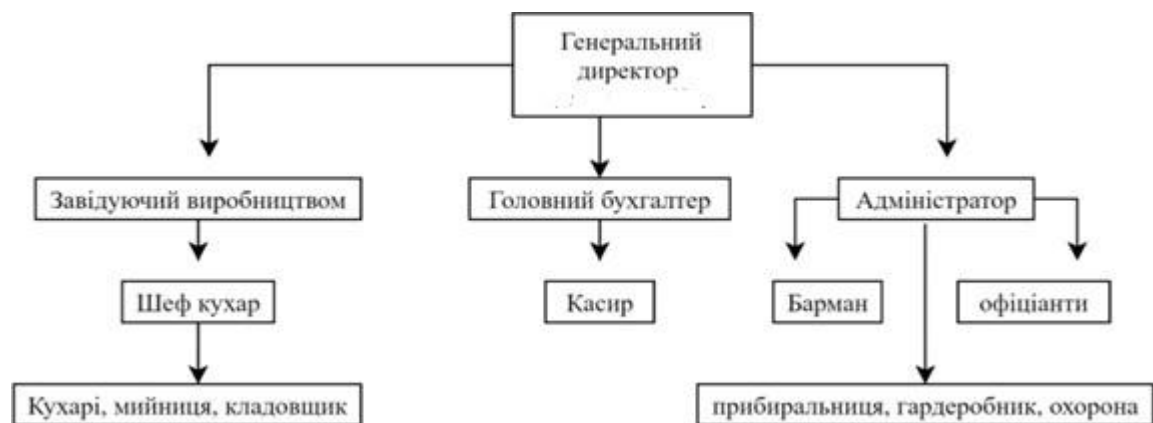 Генеральний
директор
Завідуючий виробництвом
Головний бухгалтер
Адміністратор
Шеф кухар
Касир
Барман
офіціанти
Кухарі, мийниця, кладовщик
прибиральниця, гардеробник, охорона